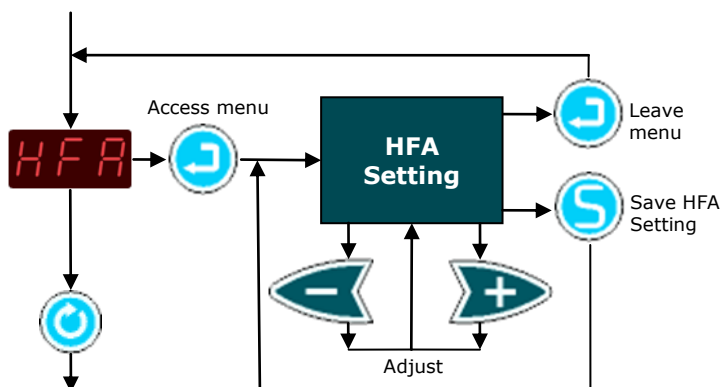 Access menu
HFA
HFA
Setting
Leave
menu
S
Save HFA
Setting
−
+
Adjust